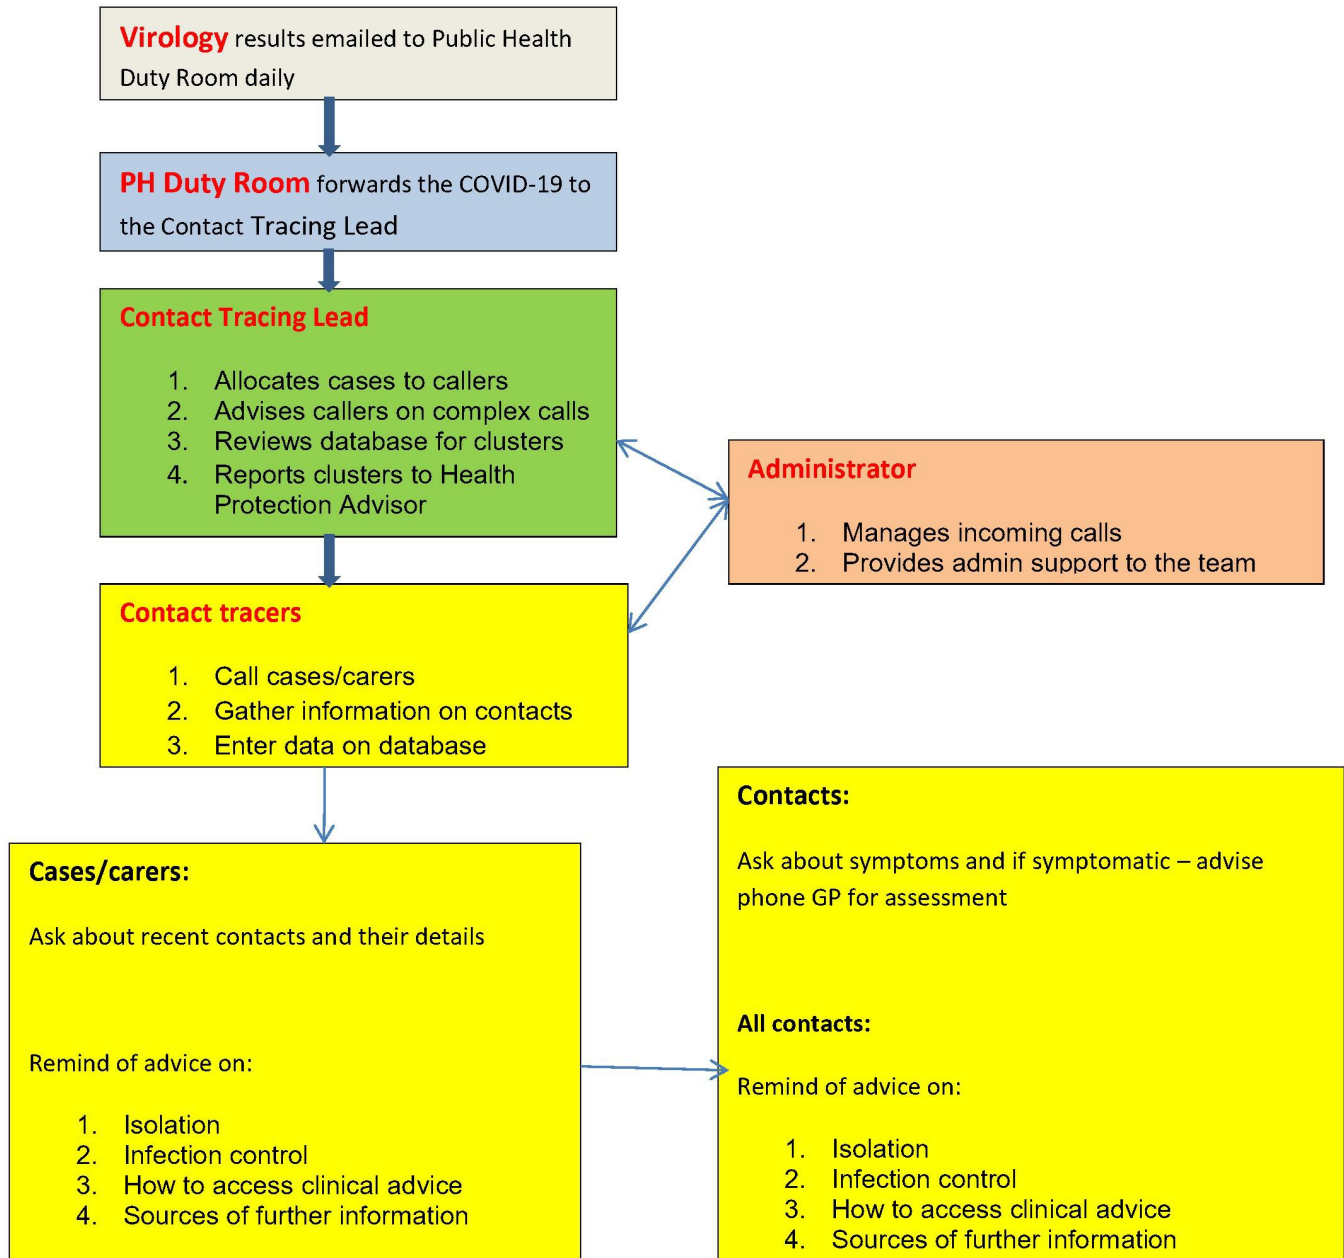 Virology results emailed to Public Health
Duty Room daily
PH Duty Room forwards the COVID-19 to
the Contact Tracing Lead
Contact Tracing Lead
1. Allocates cases to callers
2. Advises callers on complex calls
3. Reviews database for clusters
4. Reports clusters to Health
Protection Advisor
Administrator
1. Manages incoming calls
2. Provides admin support to the team
Contact tracers
1. Call cases/carers
2. Gather information on contacts
3. Enter data on database
Cases/carers:
Ask about recent contacts and their details
Remind of advice on:
1. Isolation
2. Infection control
3. How to access clinical advice
4. Sources of further information
Contacts:
Ask about symptoms and if symptomatic – advise
phone GP for assessment
All contacts:
Remind of advice on:
1. Isolation
2. Infection control
3. How to access clinical advice
4. Sources of further information